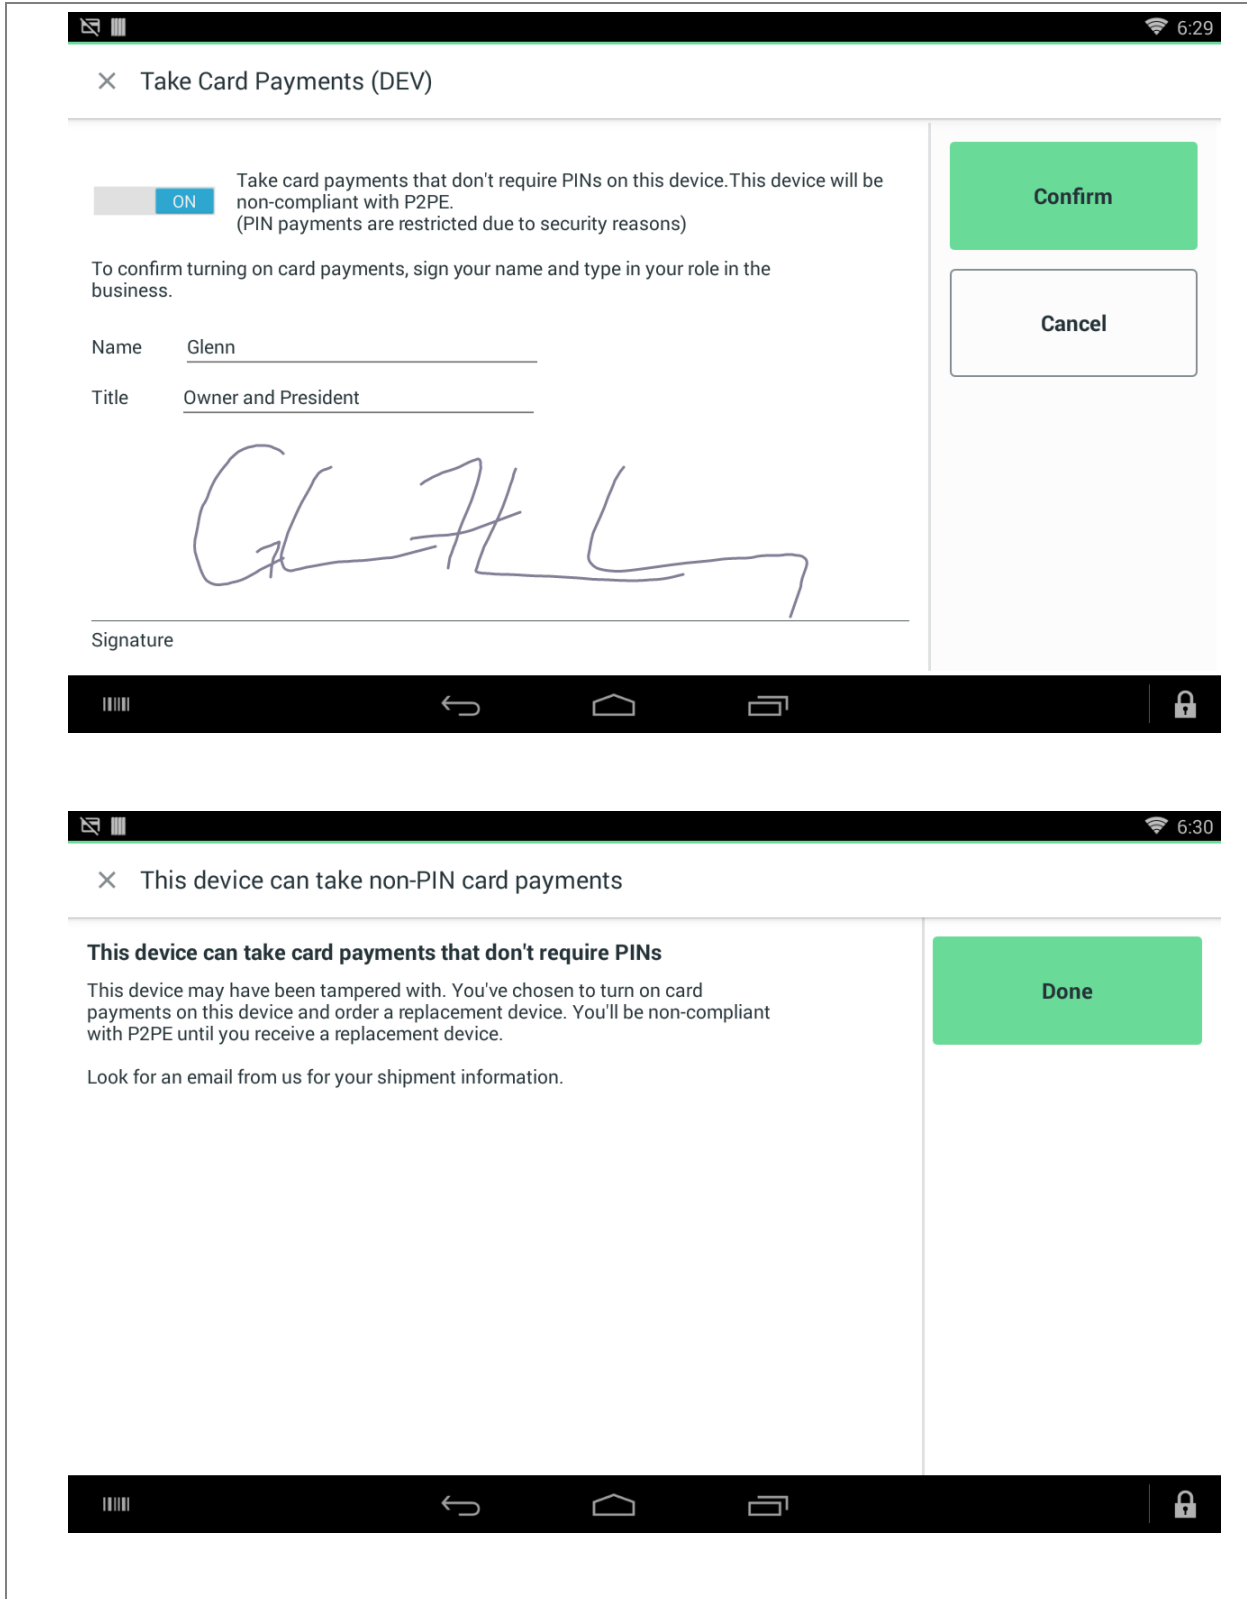 6:29
Take Card Payments (DEV)
ON
Take card payments that don't require PINs on this device.This device will be
non-compliant with P2PE.
(PIN payments are restricted due to security reasons)
To confirm turning on card payments, sign your name and type in your role in the
business.
Name Glenn
Title Owner and President
Signature
Confirm
Cancel
6:30
This device can take non-PIN card payments
This device can take card payments that don't require PINs
This device may have been tampered with. You've chosen to turn on card
payments on this device and order a replacement device. You'll be non-compliant
with P2PE until you receive a replacement device.
Look for an email from us for your shipment information.
Done